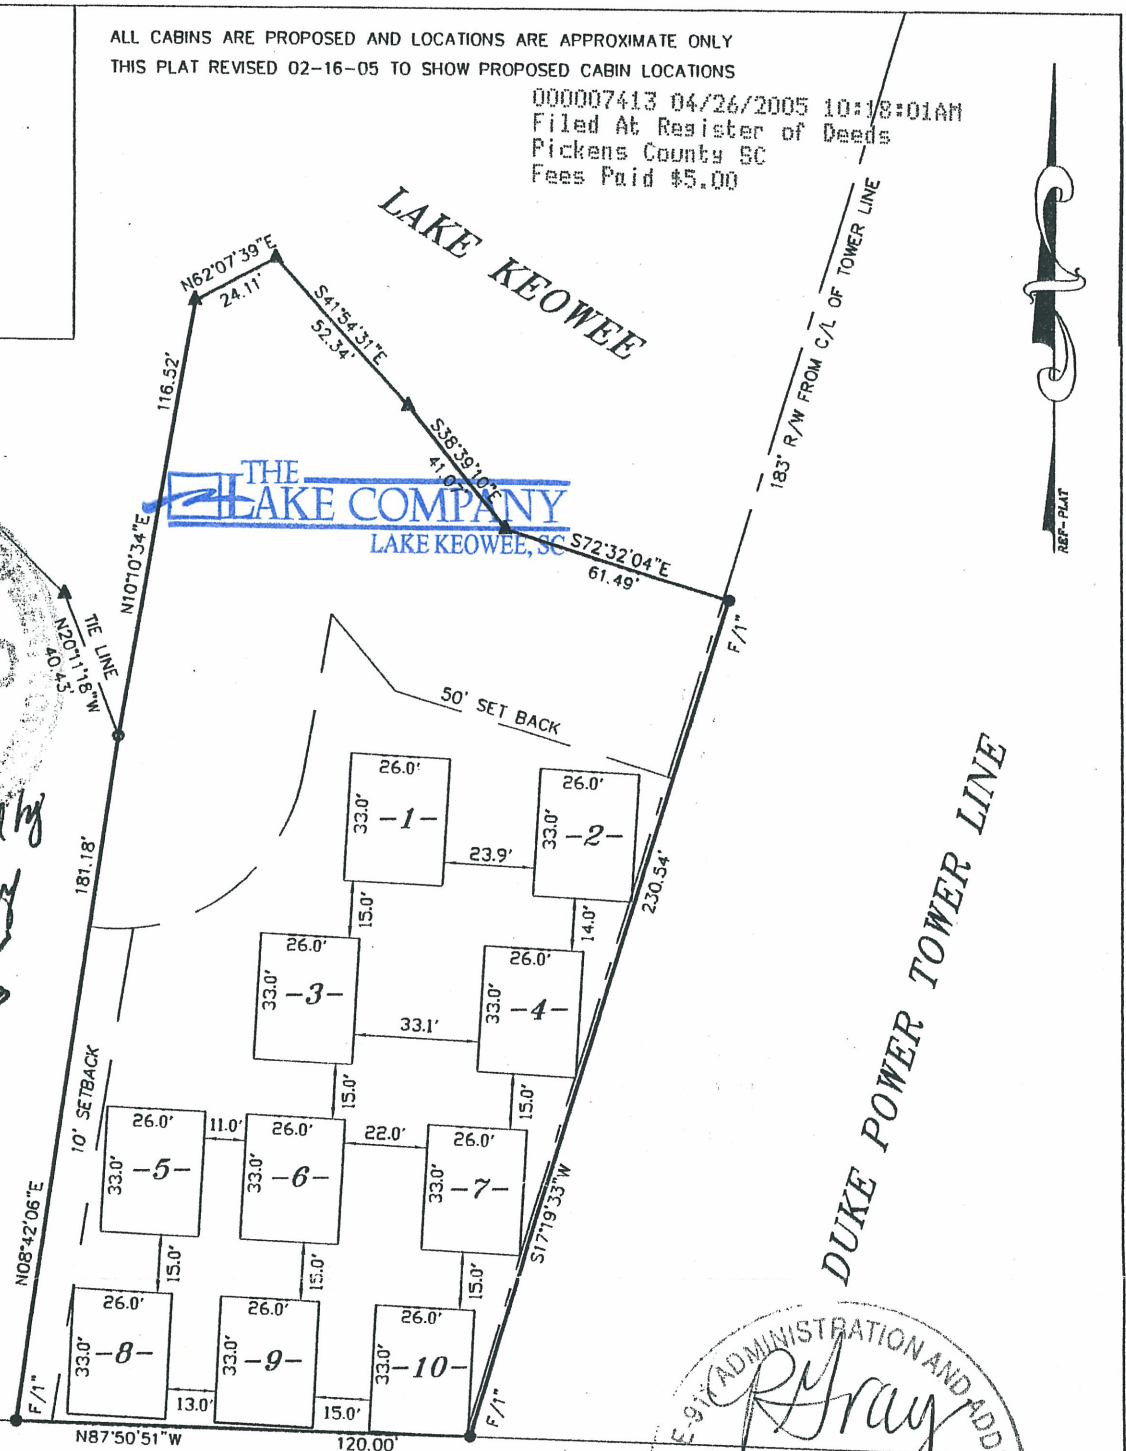 ALL CABINS ARE PROPOSED AND LOCATIONS ARE APPROXIMATE ONLY
THIS PLAT REVISED 02-16-05 TO SHOW PROPOSED CABIN LOCATIONS
000007413 04/26/2005 10:18:01AM
Filed At Register of Deeds
Pickens County SC
Fees Paid $5.00
LAKE KEOWEE
183' R/W FROM C/L OF TOWER LINE
REF-PLAT
N62°07'39"E
24.11'
S41°54'31"E
52.34'
116.52'
S38°39'10"E
41.07'
THE
LAKE COMPANY
LAKE KEOWEE, SC
S72°32'04"E
61.49'
N10°10'34"E
F/1"
TIE LINE
N20°11'18"W
40.43'
50' SET BACK
26.0'
33.0'
-1-
26.0'
33.0'
-2-
23.9'
181.18'
230.54'
15.0'
14.0'
26.0'
33.0'
-3-
26.0'
33.0'
-4-
33.1'
DUKE POWER TOWER LINE
15.0'
15.0'
10' SETBACK
26.0'
33.0'
-5-
11.0'
26.0'
33.0'
-6-
22.0'
26.0'
33.0'
-7-
N08°42'06"E
S17°19'33"W
15.0'
15.0'
15.0'
26.0'
33.0'
-8-
26.0'
33.0'
-9-
26.0'
33.0'
-10-
13.0'
15.0'
F/1"
F/1"
N87°50'51"W
120.00'
E-911 ADMINISTRATION AND ADD
RGray